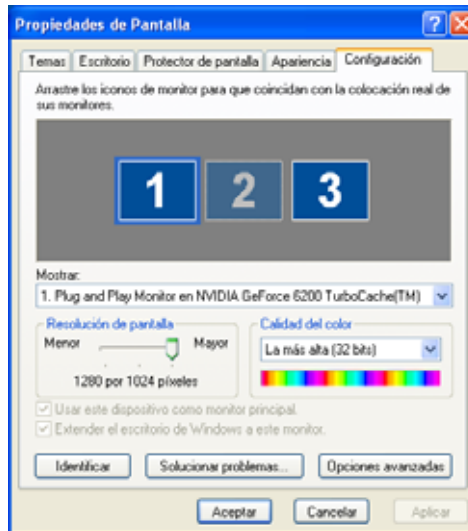 Propiedades de Pantalla
Temas Escritorio Protector de pantalla Apariencia Configuración
Arrastre los iconos de monitor para que coincidan con la colocación real de
sus monitores.
1 2 3
Mostrar:
1. Plug and Play Monitor en NVIDIA GeForce 6200 TurboCache(TM)
Resolución de pantalla
Menor Mayor
1280 por 1024 píxeles
Calidad del color
La más alta (32 bits)
Usar este dispositivo como monitor principal.
Extender el escritorio de Windows a este monitor.
Identificar Solucionar problemas... Opciones avanzadas
Aceptar Cancelar Aplicar